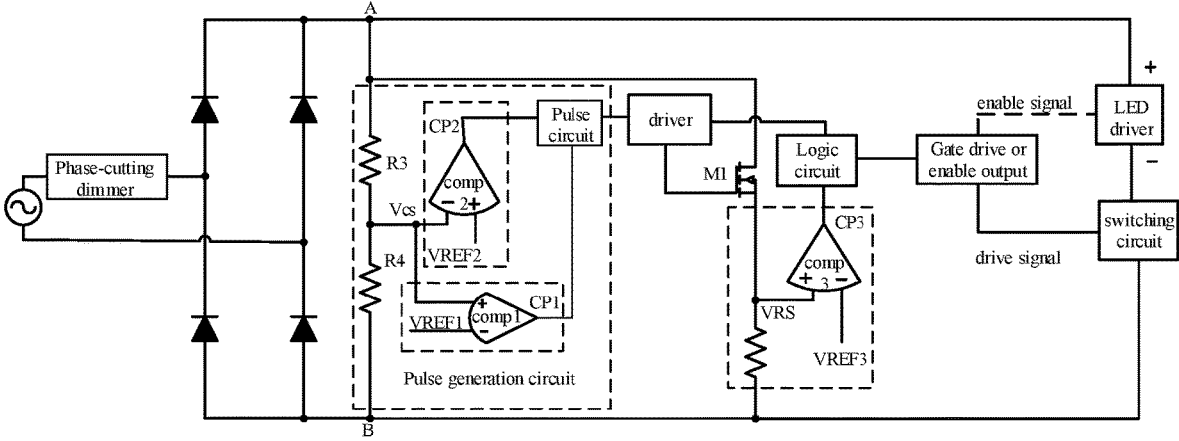 A
Phase-cutting
dimmer
R3
R4
Vcs
CP2
comp
2
− +
VREF2
VREF1
+
−
comp1
CP1
Pulse
circuit
Pulse generation circuit
B
driver
M1
Logic
circuit
CP3
comp
3
+ −
VRS
VREF3
enable signal
Gate drive or
enable output
drive signal
+
LED
driver
−
switching
circuit